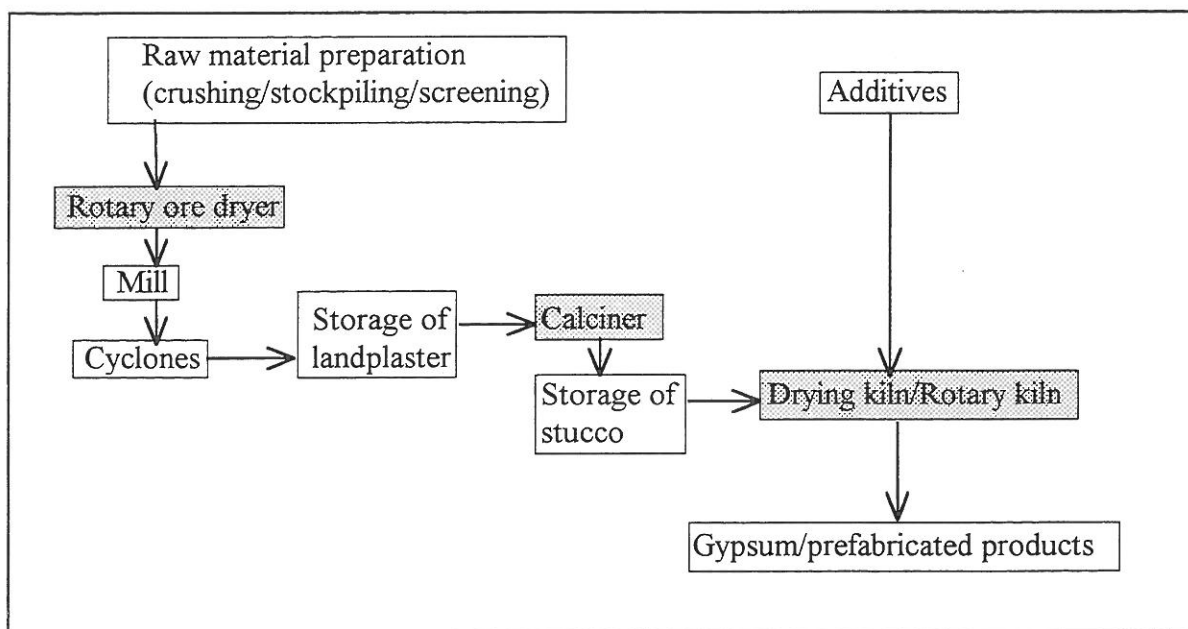 Raw material preparation
(crushing/stockpiling/screening)
Additives
Rotary ore dryer
Mill
Cyclones
Storage of
landplaster
Calciner
Storage of
stucco
Drying kiln/Rotary kiln
Gypsum/prefabricated products